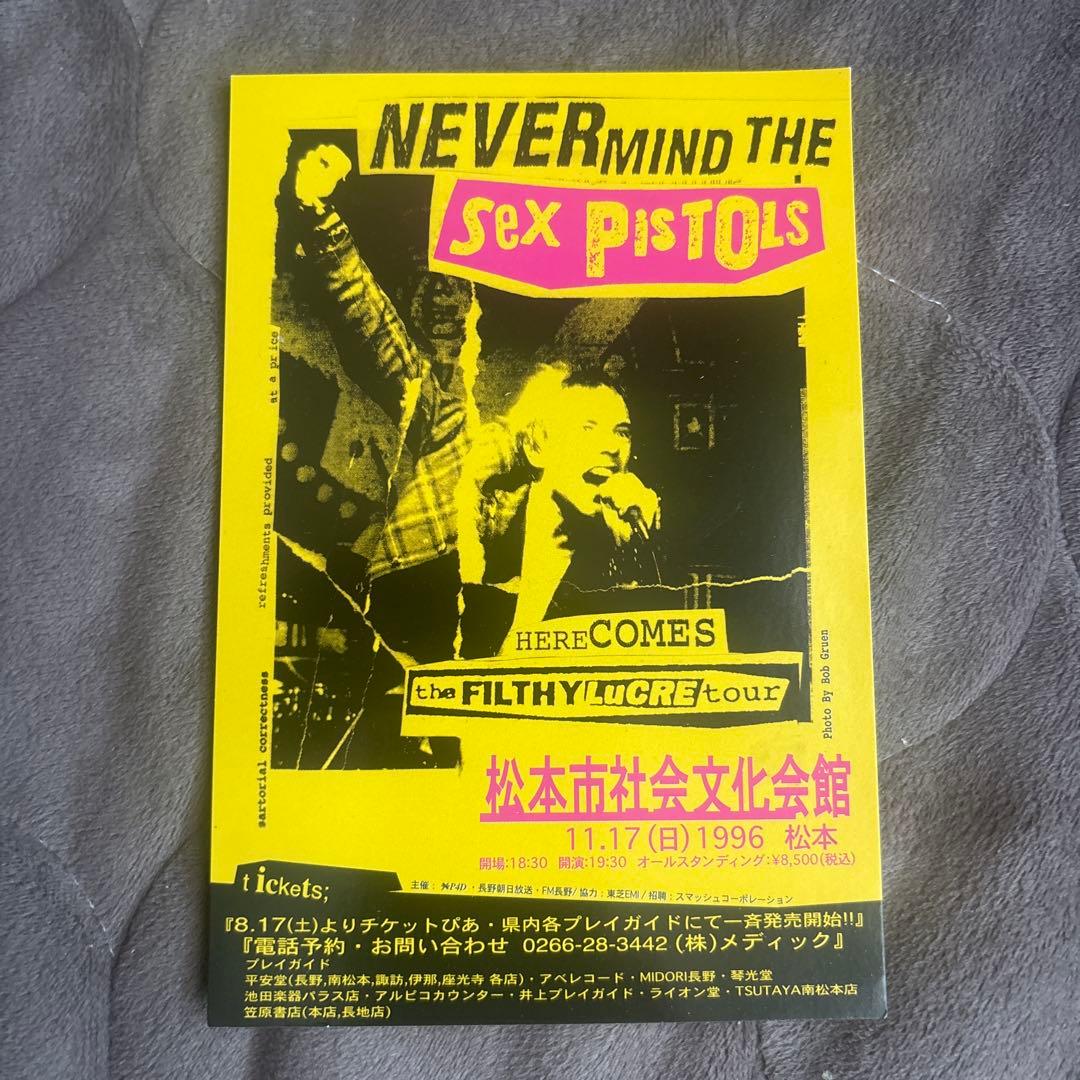 NEVER MIND THE
Sex PISTOLS
at a price
refreshments provided
sartorial correctness
HERE COMES
the FILTHY LuCRE tour
Photo By Bob Gruen
松本市社会文化会館
11.17(日)1996 松本
開場:18:30 開演:19:30 オールスタンディング:¥8,500(税込)
tickets;
主催: ・長野朝日放送・FM長野/協力:東芝EMI/招聘:スマッシュコーポレーション
『8.17(土)よりチケットぴあ・県内各プレイガイドにて一斉発売開始!!』
『電話予約・お問い合わせ 0266-28-3442 (株)メディック』
プレイガイド
平安堂(長野,南松本,諏訪,伊那,座光寺 各店)・アベレコード・MIDORI長野・琴光堂
池田楽器パラス店・アルピコカウンター・井上プレイガイド・ライオン堂・TSUTAYA南松本店
笠原書店(本店,長地店)